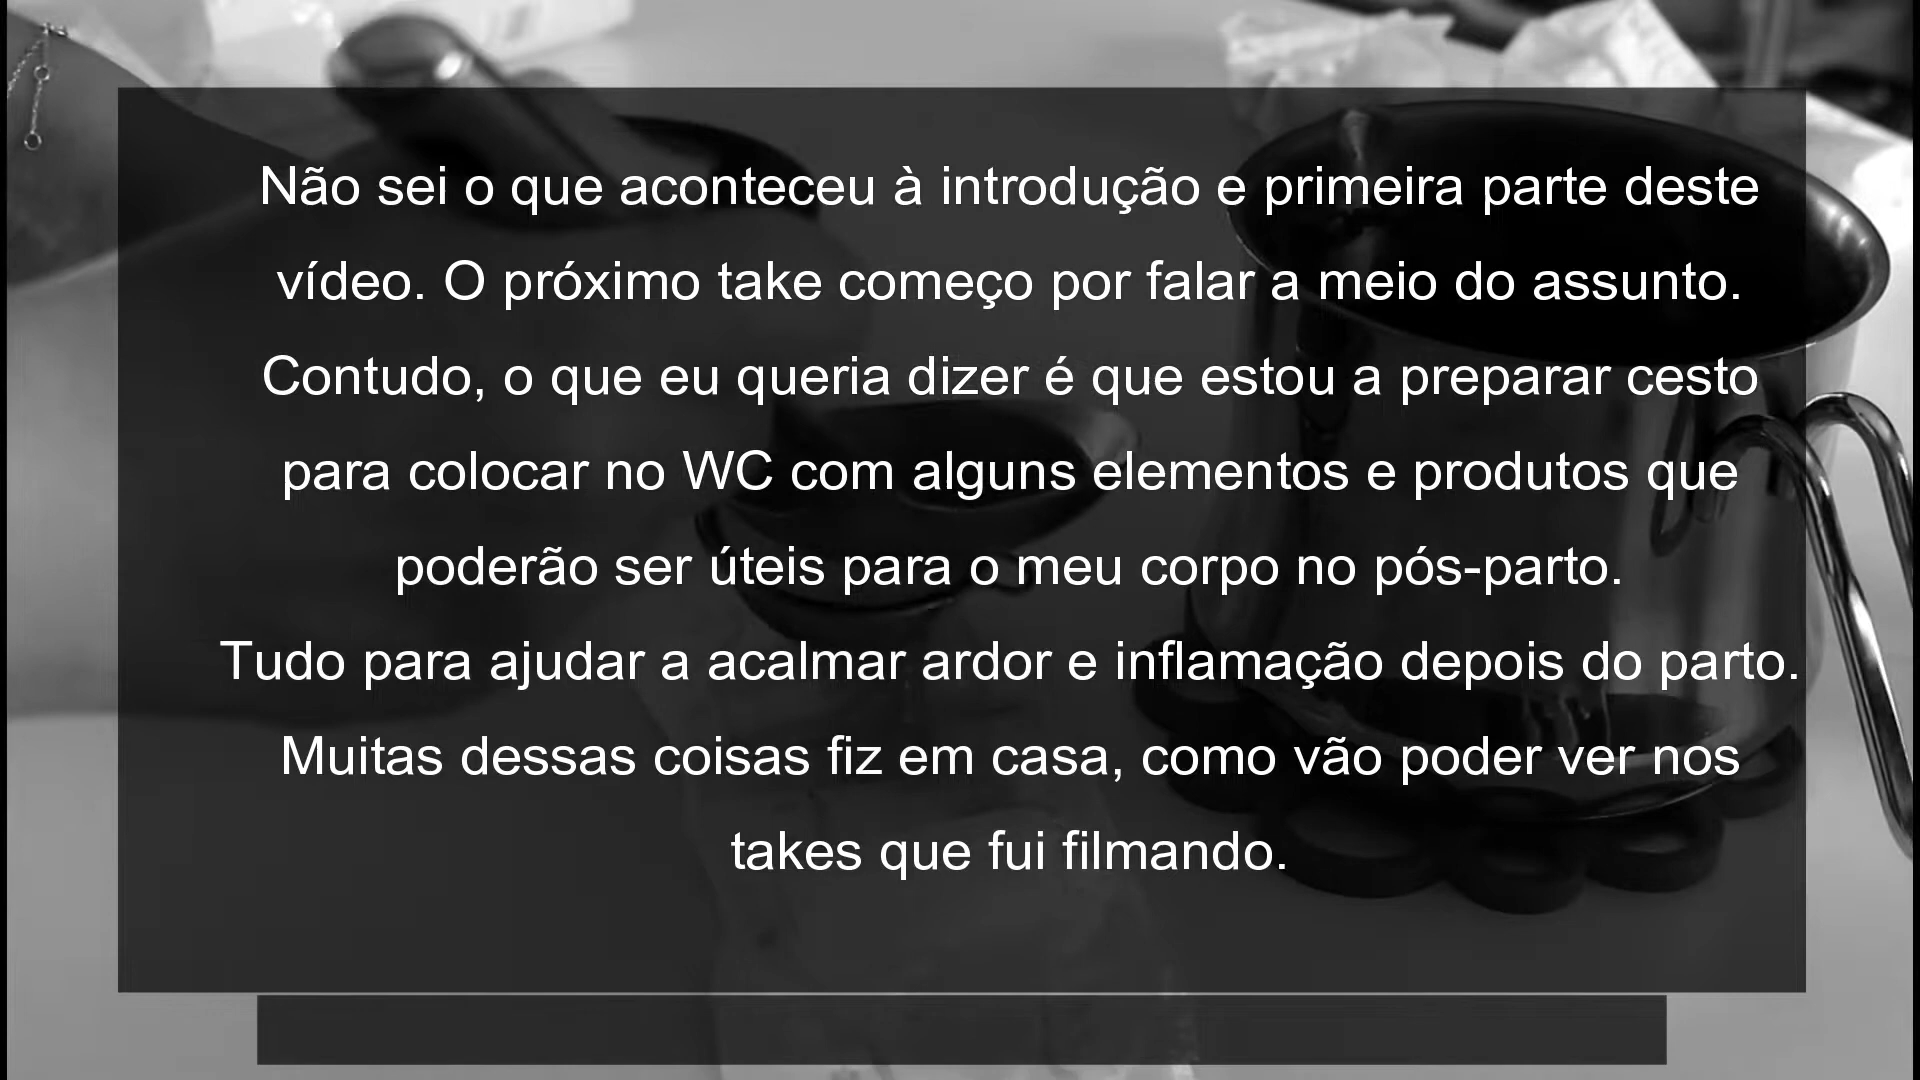 Não sei o que aconteceu à introdução e primeira parte deste
vídeo. O próximo take começo por falar a meio do assunto.
Contudo, o que eu queria dizer é que estou a preparar cesto
para colocar no WC com alguns elementos e produtos que
poderão ser úteis para o meu corpo no pós-parto.
Tudo para ajudar a acalmar ardor e inflamação depois do parto.
Muitas dessas coisas fiz em casa, como vão poder ver nos
takes que fui filmando.